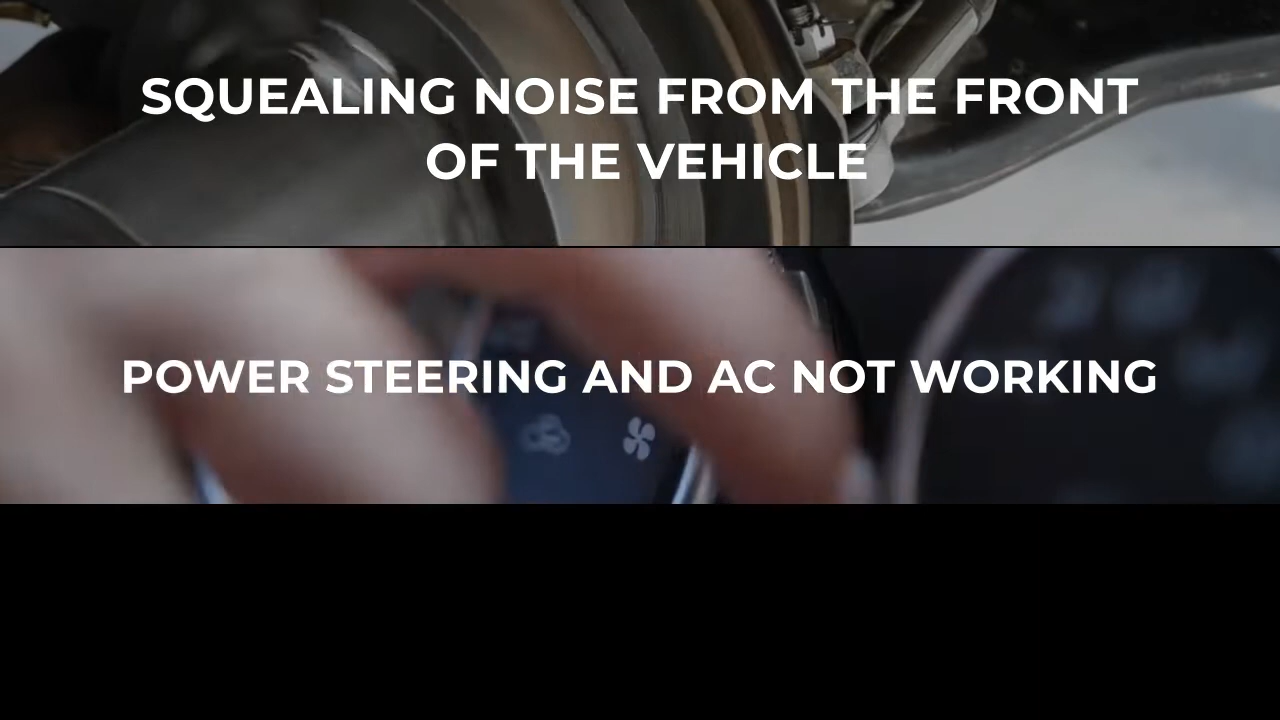 SQUEALING NOISE FROM THE FRONT
OF THE VEHICLE
POWER STEERING AND AC NOT WORKING